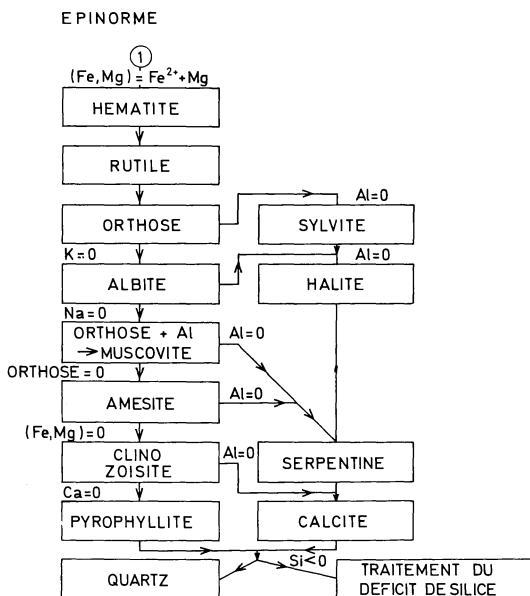 EPINORME
1
(Fe,Mg) = Fe²⁺+Mg
HEMATITE
RUTILE
Al=0
ORTHOSE
SYLVITE
K=0
Al=0
ALBITE
HALITE
Na=0
ORTHOSE + Al
→MUSCOVITE
Al=0
ORTHOSE=0
AMESITE
Al=0
(Fe,Mg)=0
CLINO
ZOISITE
Al=0
SERPENTINE
Ca=0
PYROPHYLLITE
CALCITE
Si<0
QUARTZ
TRAITEMENT DU
DEFICIT DE SILICE